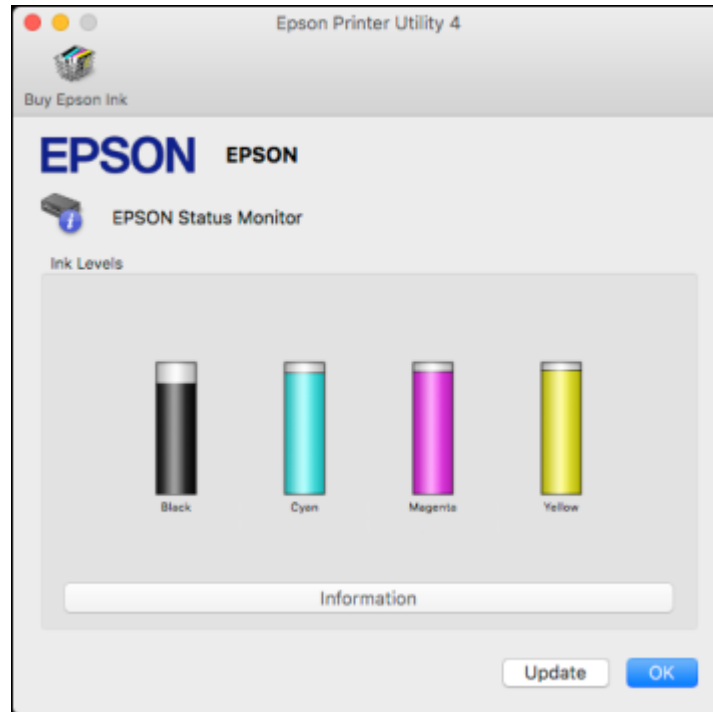 Epson Printer Utility 4
Buy Epson Ink
EPSON EPSON
EPSON Status Monitor
Ink Levels
Black Cyan Magenta Yellow
Information
Update OK